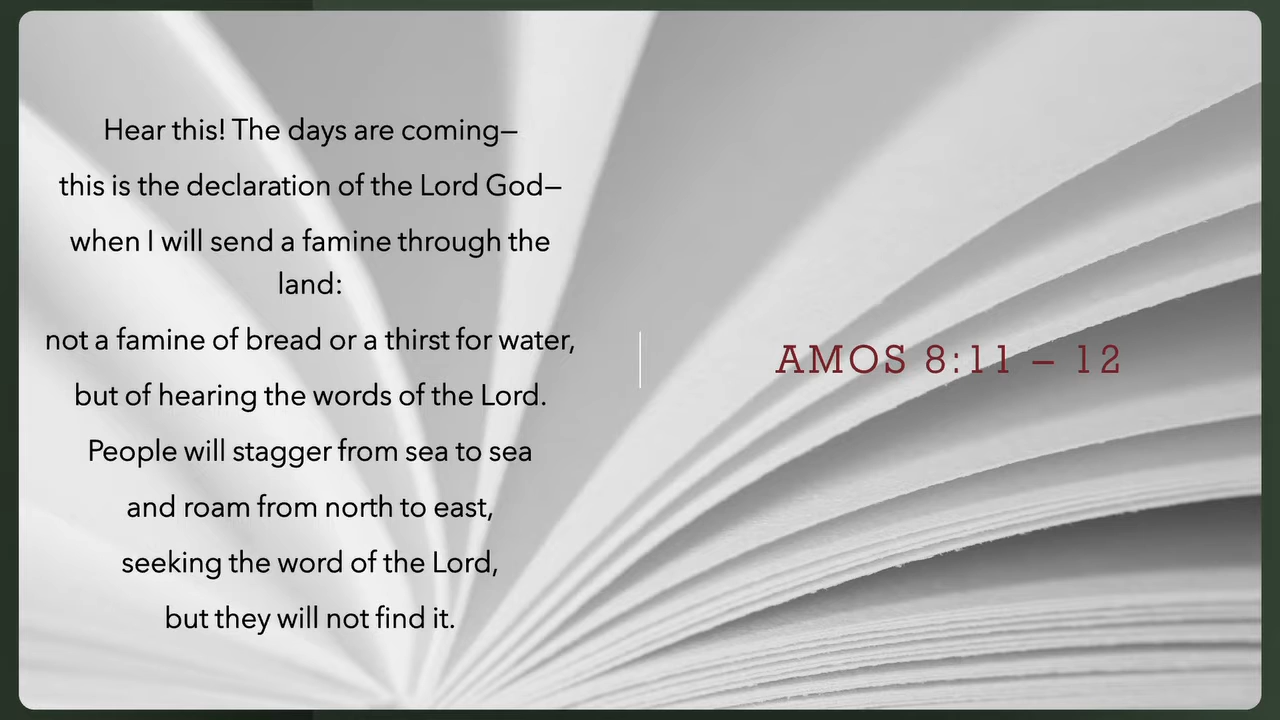 Hear this! The days are coming—
this is the declaration of the Lord God—
when I will send a famine through the
land:
not a famine of bread or a thirst for water,
but of hearing the words of the Lord.
People will stagger from sea to sea
and roam from north to east,
seeking the word of the Lord,
but they will not find it.
AMOS 8:11 – 12